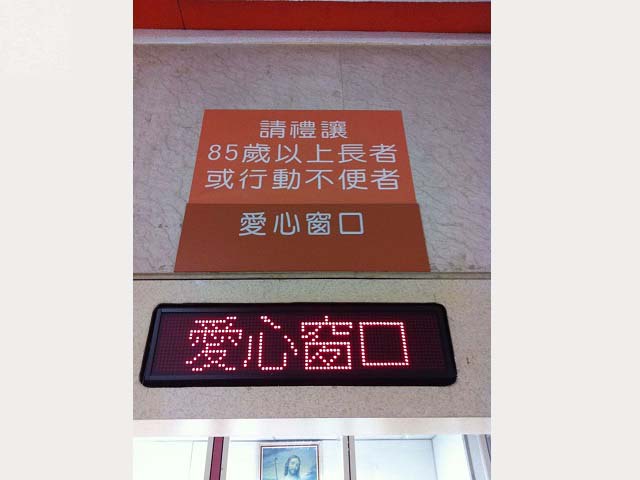 請禮讓
85歲以上長者
或行動不便者
愛心窗口
愛心窗口